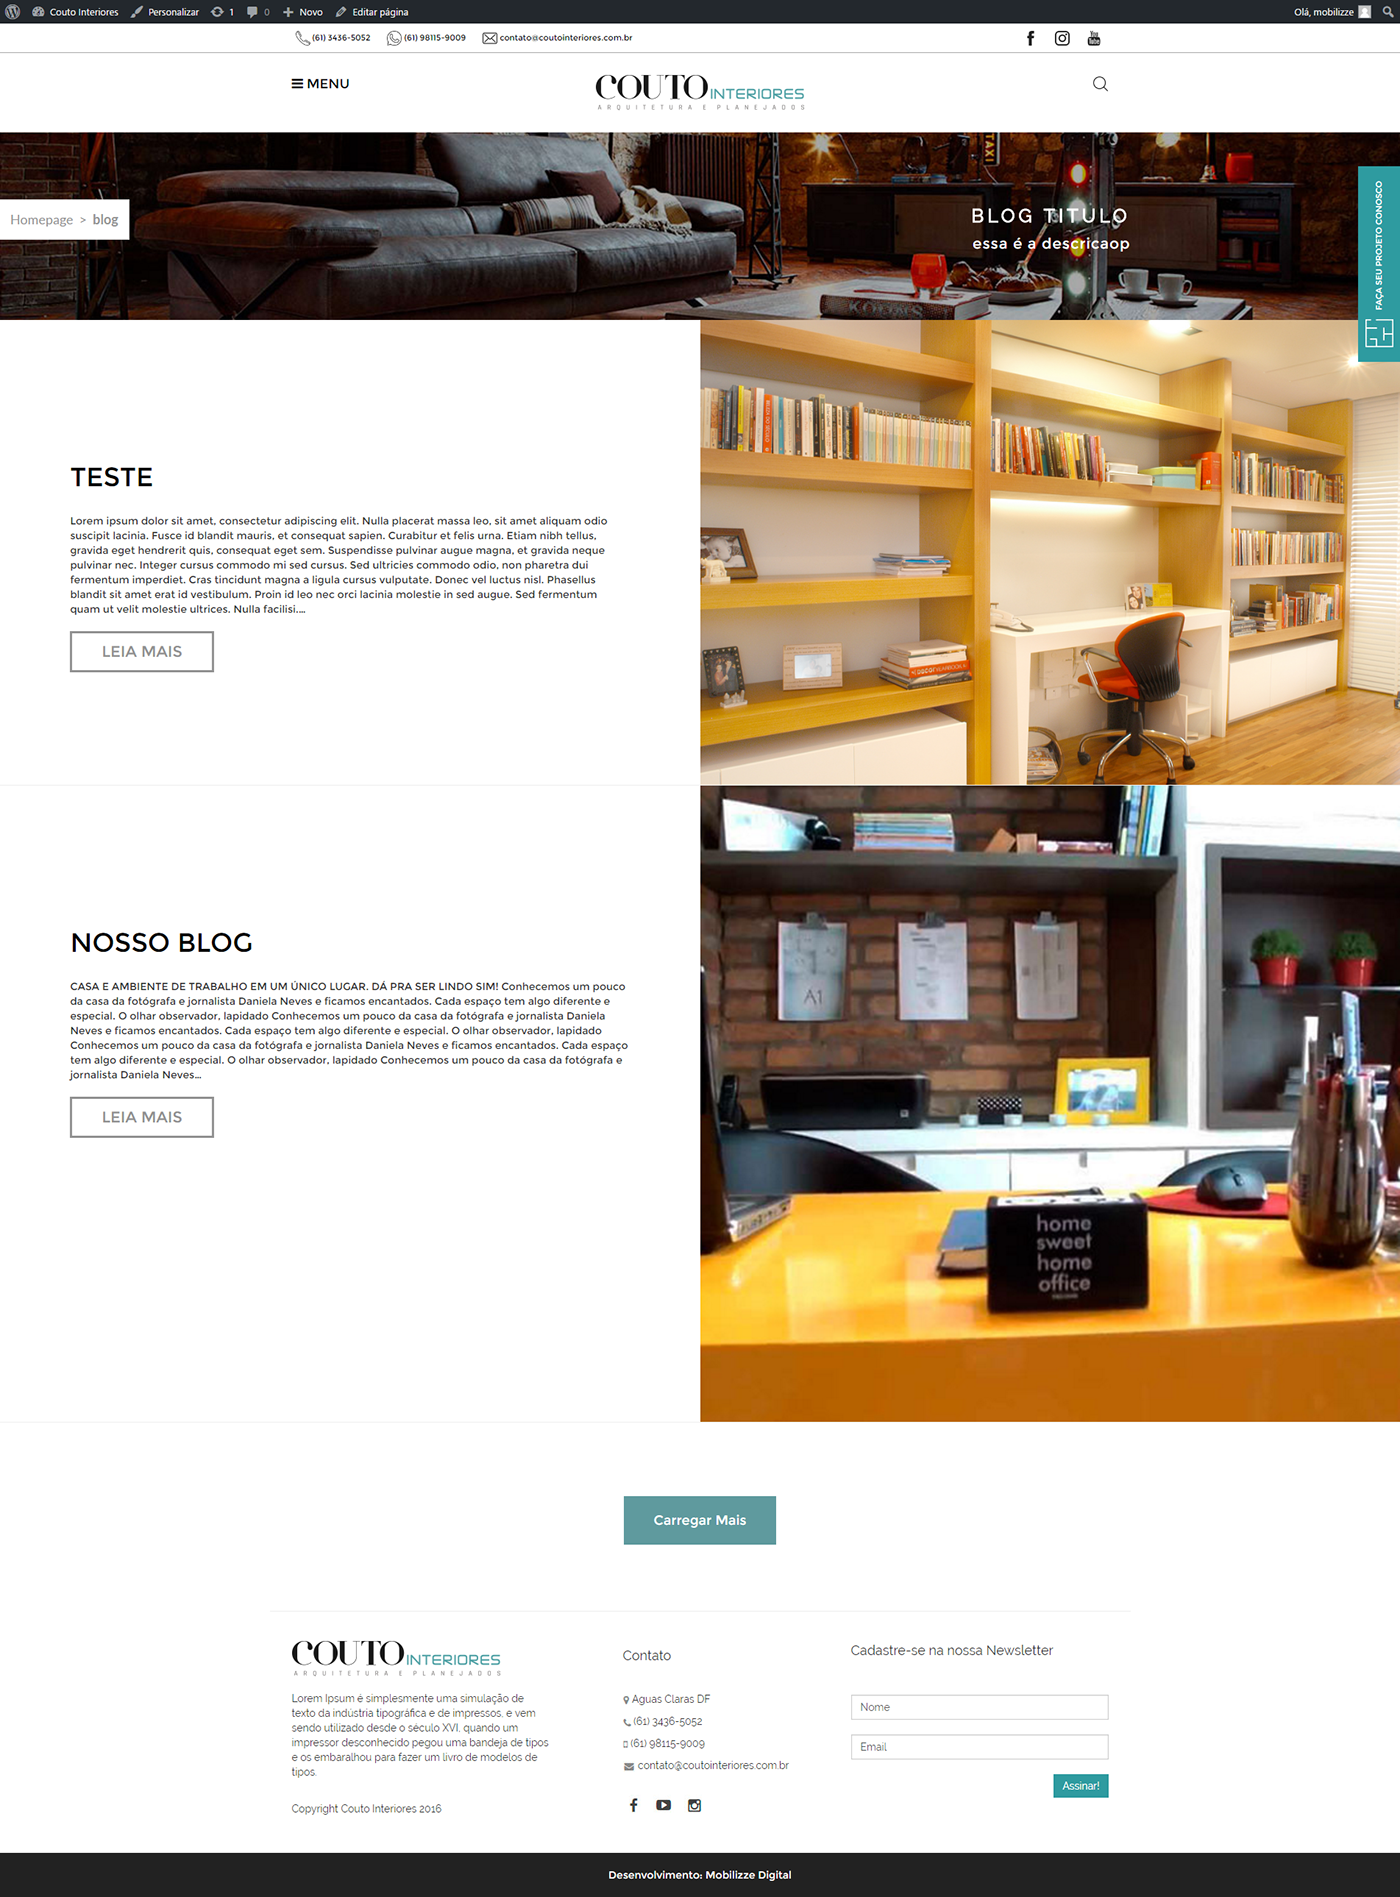 Couto Interiores Personalizar 1 0 Novo Editar página Olá, mobilizze
(61) 3436-5052 (61) 98115-9009 contato@coutointeriores.com.br
MENU
COUTO INTERIORES
ARQUITETURA E PLANEJADOS
TAXI
Homepage > blog
BLOG TITULO
essa é a descricaop
FAÇA SEU PROJETO CONOSCO
TESTE
Lorem ipsum dolor sit amet, consectetur adipiscing elit. Nulla placerat massa leo, sit amet aliquam odio
suscipit lacinia. Fusce id blandit mauris, et consequat sapien. Curabitur et felis urna. Etiam nibh tellus,
gravida eget hendrerit quis, consequat eget sem. Suspendisse pulvinar augue magna, et gravida neque
pulvinar nec. Integer cursus commodo mi sed cursus. Sed ultricies commodo odio, non pharetra dui
fermentum imperdiet. Cras tincidunt magna a ligula cursus vulputate. Donec vel luctus nisl. Phasellus
blandit sit amet erat id vestibulum. Proin id leo nec orci lacinia molestie in sed augue. Sed fermentum
quam ut velit molestie ultrices. Nulla facilisi.…
LEIA MAIS
NOSSO BLOG
CASA E AMBIENTE DE TRABALHO EM UM ÚNICO LUGAR. DÁ PRA SER LINDO SIM! Conhecemos um pouco
da casa da fotógrafa e jornalista Daniela Neves e ficamos encantados. Cada espaço tem algo diferente e
especial. O olhar observador, lapidado Conhecemos um pouco da casa da fotógrafa e jornalista Daniela
Neves e ficamos encantados. Cada espaço tem algo diferente e especial. O olhar observador, lapidado
Conhecemos um pouco da casa da fotógrafa e jornalista Daniela Neves e ficamos encantados. Cada espaço
tem algo diferente e especial. O olhar observador, lapidado Conhecemos um pouco da casa da fotógrafa e
jornalista Daniela Neves…
LEIA MAIS
A1
home
sweet
home
office
Carregar Mais
COUTO INTERIORES
ARQUITETURA E PLANEJADOS
Lorem Ipsum é simplesmente uma simulação de
texto da indústria tipográfica e de impressos, e vem
sendo utilizado desde o século XVI, quando um
impressor desconhecido pegou uma bandeja de tipos
e os embaralhou para fazer um livro de modelos de
tipos.
Copyright Couto Interiores 2016
Contato
Aguas Claras DF
(61) 3436-5052
(61) 98115-9009
contato@coutointeriores.com.br
Cadastre-se na nossa Newsletter
Nome
Email
Assinar!
Desenvolvimento: Mobilizze Digital